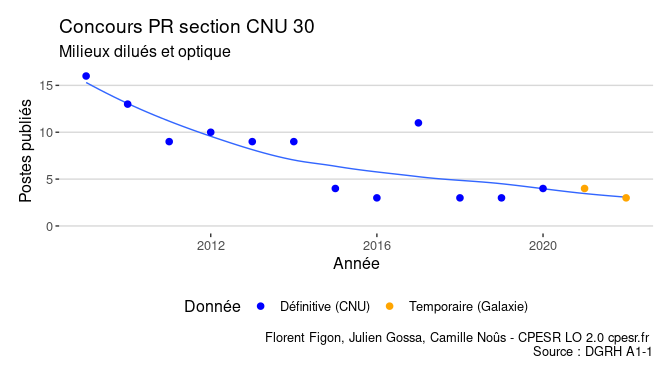 Concours PR section CNU 30
Milieux dilués et optique
Postes publiés
15
10
5
0
2012
2016
2020
Année
Donnée
Définitive (CNU)
Temporaire (Galaxie)
Florent Figon, Julien Gossa, Camille Noûs - CPESR LO 2.0 cpesr.fr
Source : DGRH A1-1